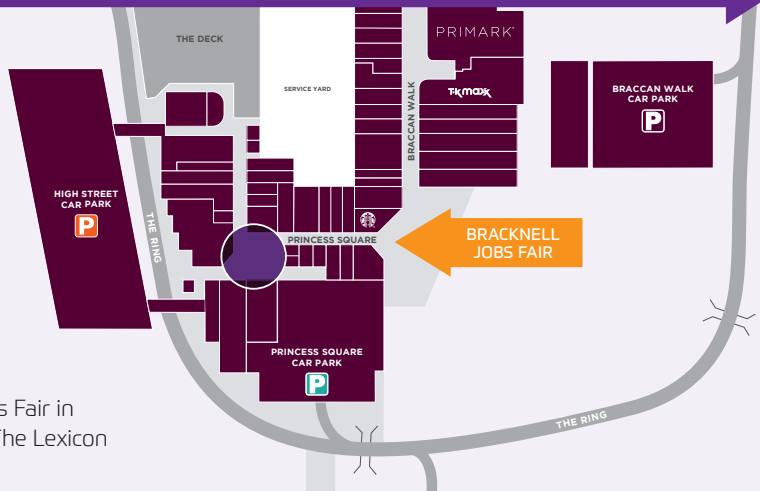 THE DECK
SERVICE YARD
BRACCAN WALK
PRIMARK
TK maxx
BRACCAN WALK
CAR PARK
P
HIGH STREET
CAR PARK
P
THE RING
PRINCESS SQUARE
BRACKNELL
JOBS FAIR
PRINCESS SQUARE
CAR PARK
P
THE RING
s Fair in
The Lexicon